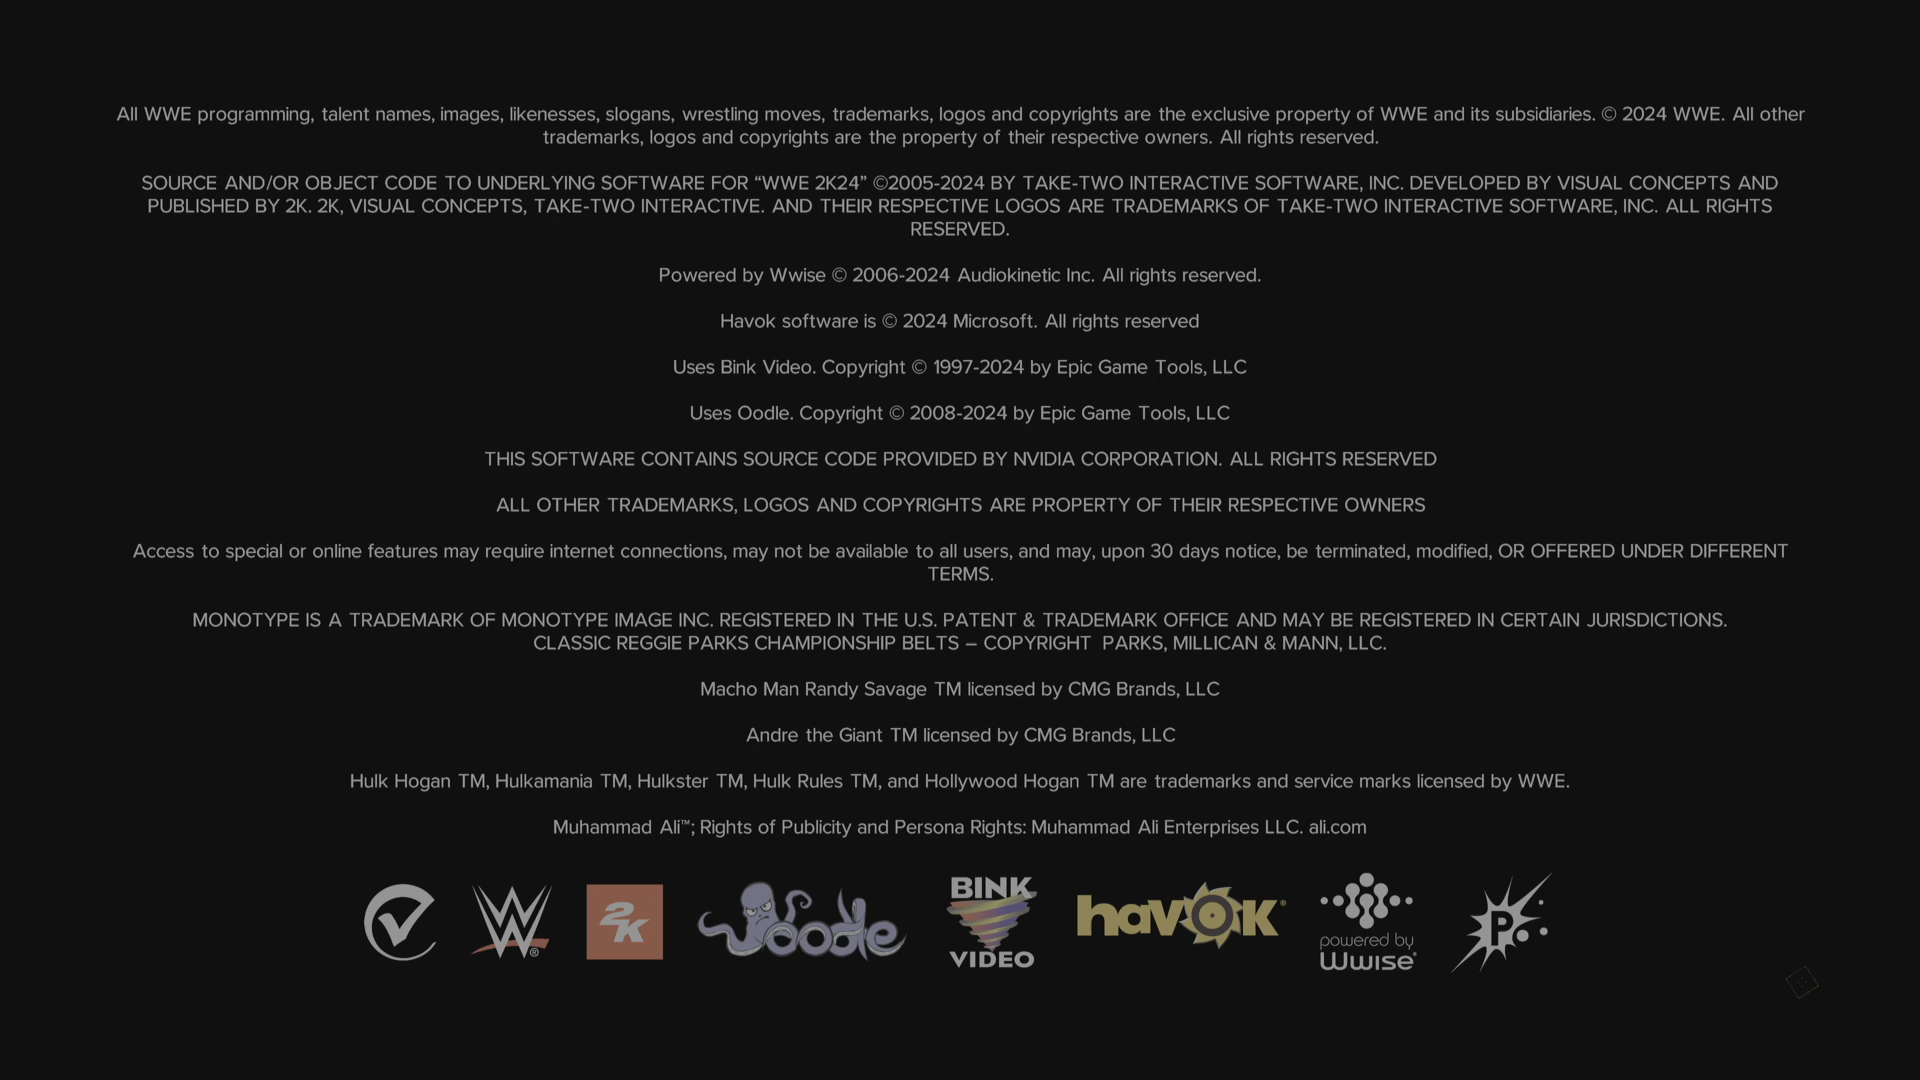 All WWE programming, talent names, images, likenesses, slogans, wrestling moves, trademarks, logos and copyrights are the exclusive property of WWE and its subsidiaries. © 2024 WWE. All other
trademarks, logos and copyrights are the property of their respective owners. All rights reserved.
SOURCE AND/OR OBJECT CODE TO UNDERLYING SOFTWARE FOR “WWE 2K24” ©2005-2024 BY TAKE-TWO INTERACTIVE SOFTWARE, INC. DEVELOPED BY VISUAL CONCEPTS AND
PUBLISHED BY 2K. 2K, VISUAL CONCEPTS, TAKE-TWO INTERACTIVE. AND THEIR RESPECTIVE LOGOS ARE TRADEMARKS OF TAKE-TWO INTERACTIVE SOFTWARE, INC. ALL RIGHTS
RESERVED.
Powered by Wwise © 2006-2024 Audiokinetic Inc. All rights reserved.
Havok software is © 2024 Microsoft. All rights reserved
Uses Bink Video. Copyright © 1997-2024 by Epic Game Tools, LLC
Uses Oodle. Copyright © 2008-2024 by Epic Game Tools, LLC
THIS SOFTWARE CONTAINS SOURCE CODE PROVIDED BY NVIDIA CORPORATION. ALL RIGHTS RESERVED
ALL OTHER TRADEMARKS, LOGOS AND COPYRIGHTS ARE PROPERTY OF THEIR RESPECTIVE OWNERS
Access to special or online features may require internet connections, may not be available to all users, and may, upon 30 days notice, be terminated, modified, OR OFFERED UNDER DIFFERENT
TERMS.
MONOTYPE IS A TRADEMARK OF MONOTYPE IMAGE INC. REGISTERED IN THE U.S. PATENT & TRADEMARK OFFICE AND MAY BE REGISTERED IN CERTAIN JURISDICTIONS.
CLASSIC REGGIE PARKS CHAMPIONSHIP BELTS – COPYRIGHT PARKS, MILLICAN & MANN, LLC.
Macho Man Randy Savage TM licensed by CMG Brands, LLC
Andre the Giant TM licensed by CMG Brands, LLC
Hulk Hogan TM, Hulkamania TM, Hulkster TM, Hulk Rules TM, and Hollywood Hogan TM are trademarks and service marks licensed by WWE.
Muhammad Ali™; Rights of Publicity and Persona Rights: Muhammad Ali Enterprises LLC. ali.com
W ®
2K
oodle
BINK
VIDEO
havok®
powered by
Wwise®
P